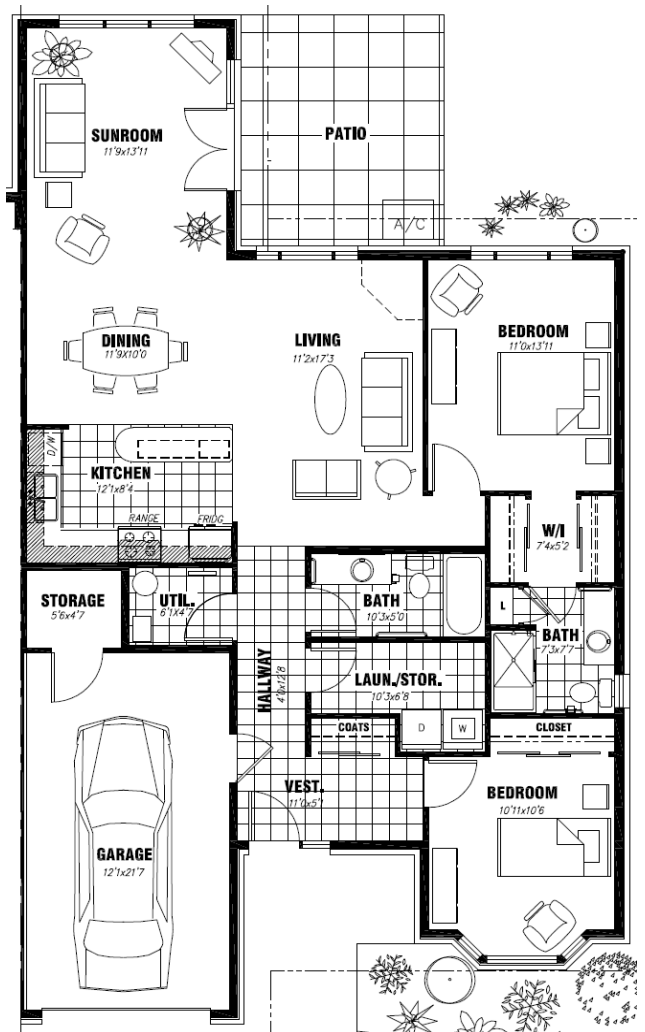 SUNROOM
11'9x13'11
PATIO
A/C
DINING
11'9X10'0
LIVING
11'2x17'3
BEDROOM
11'0x13'11
D/W
KITCHEN
12'1x8'4
RANGE
FRIDG
W/I
7'4x5'2
STORAGE
5'6x4'7
UTIL.
6'1X4'7
BATH
10'3x5'0
L
BATH
7'3x7'7
HALLWAY
4'0x12'8
LAUN./STOR.
10'3x6'8
COATS
D
W
CLOSET
VEST.
11'0x5'1
BEDROOM
10'11x10'6
GARAGE
12'1x21'7